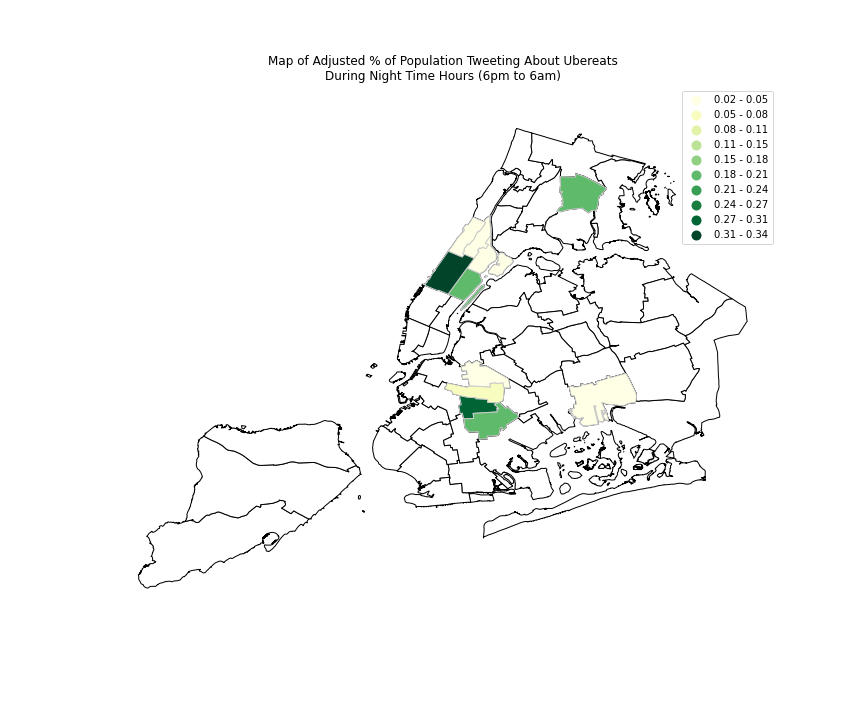 Map of Adjusted % of Population Tweeting About Ubereats
During Night Time Hours (6pm to 6am)
0.02 - 0.05
0.05 - 0.08
0.08 - 0.11
0.11 - 0.15
0.15 - 0.18
0.18 - 0.21
0.21 - 0.24
0.24 - 0.27
0.27 - 0.31
0.31 - 0.34